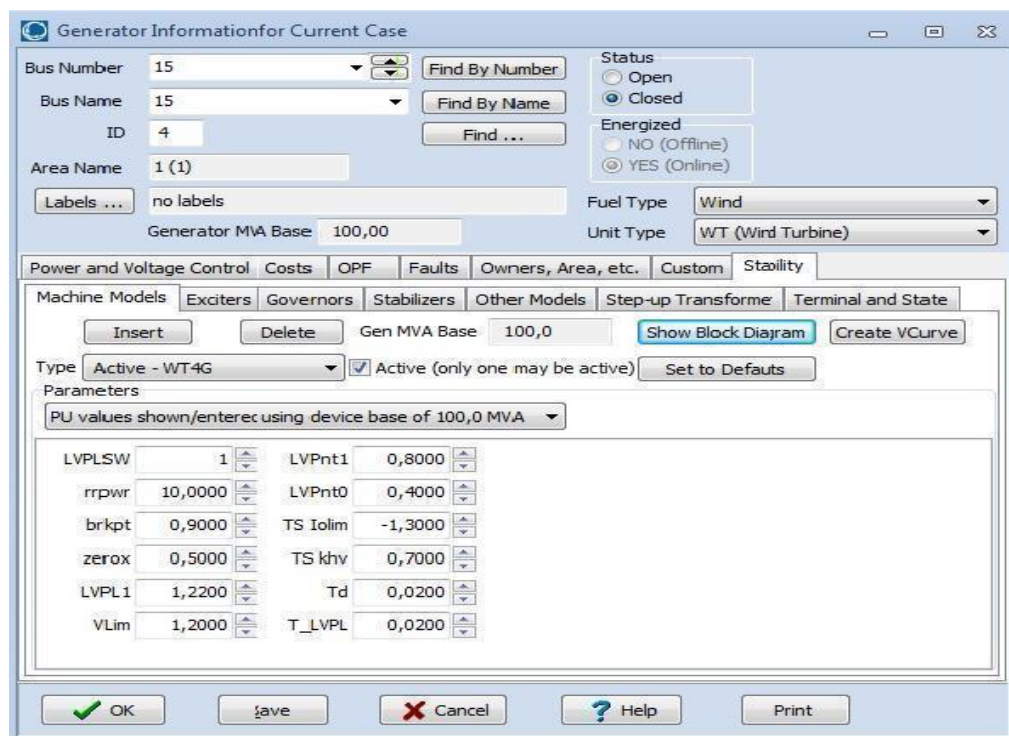 Generator Informationfor Current Case
Bus Number 15 Find By Number Status
Open
Bus Name 15 Find By Name Closed
ID 4 Find ... Energized
NO (Offline)
Area Name 1 (1) YES (Online)
Labels ... no labels Fuel Type Wind
Generator MVA Base 100,00 Unit Type WT (Wind Turbine)
Power and Voltage Control Costs OPF Faults Owners, Area, etc. Custom Stability
Machine Models Exciters Governors Stabilizers Other Models Step-up Transforme Terminal and State
Insert Delete Gen MVA Base 100,0 Show Block Diagram Create VCurve
Type Active - WT4G Active (only one may be active) Set to Defauts
Parameters
PU values shown/enterec using device base of 100,0 MVA
LVPLSW 1 LVPnt1 0,8000
rrpwr 10,0000 LVPnt0 0,4000
brkpt 0,9000 TS Iolim -1,3000
zerox 0,5000 TS khv 0,7000
LVPL1 1,2200 Td 0,0200
VLim 1,2000 T_LVPL 0,0200
OK Save Cancel ? Help Print